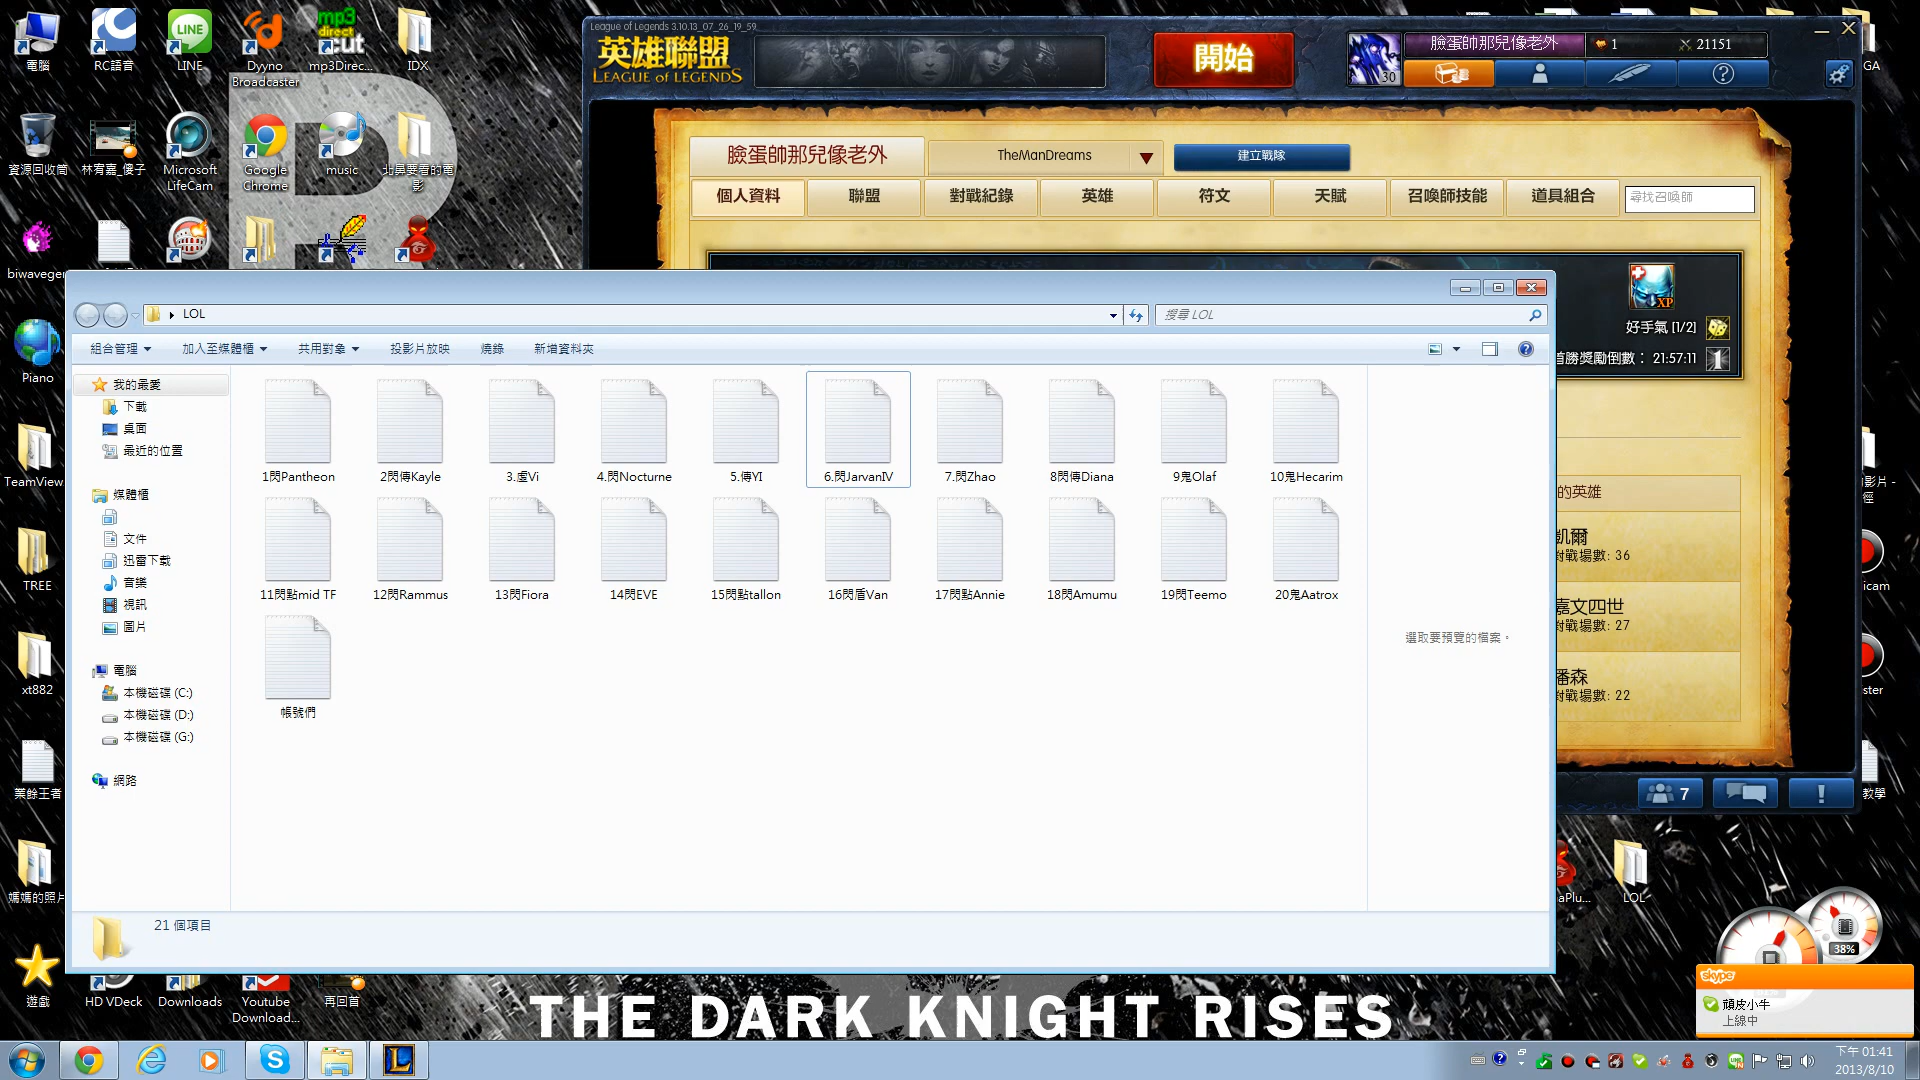 電腦
RC語音
LINE
Dyyno Broadcaster
mp3Direc...
IDX
資源回收筒
林宥嘉_傻子
Microsoft LifeCam
Google Chrome
music
北鼻要看的電影
biwavegen
Piano
TeamView
TREE
xt882
業餘王者
媽媽的照片
遊戲
HD VDeck
Downloads
Youtube Download...
再回首
League of Legends 3.10.13_07_26_19_59
英雄聯盟
LEAGUE of LEGENDS
開始
30
臉蛋帥那兒像老外
1
21151
GA
臉蛋帥那兒像老外
TheManDreams
建立戰隊
個人資料
聯盟
對戰紀錄
英雄
符文
天賦
召喚師技能
道具組合
尋找召喚師
XP
好手氣 [1/2]
首勝獎勵倒數： 21:57:11
的英雄
凱爾
對戰場數: 36
嘉文四世
對戰場數: 27
潘森
對戰場數: 22
7
LOL
搜尋 LOL
組合管理
加入至媒體櫃
共用對象
投影片放映
燒錄
新增資料夾
我的最愛
下載
桌面
最近的位置
媒體櫃
文件
迅雷下載
音樂
視訊
圖片
電腦
本機磁碟 (C:)
本機磁碟 (D:)
本機磁碟 (G:)
網路
1閃Pantheon
2閃傳Kayle
3.虛Vi
4.閃Nocturne
5.傳YI
6.閃JarvanIV
7.閃Zhao
8閃傳Diana
9鬼Olaf
10鬼Hecarim
11閃點mid TF
12閃Rammus
13閃Fiora
14閃EVE
15閃點tallon
16閃盾Van
17閃點Annie
18閃Amumu
19閃Teemo
20鬼Aatrox
帳號們
選取要預覽的檔案。
21 個項目
教學
aPlu...
LOL
38%
skype
頑皮小牛
上線中
THE DARK KNIGHT RISES
下午 01:41
2013/8/10